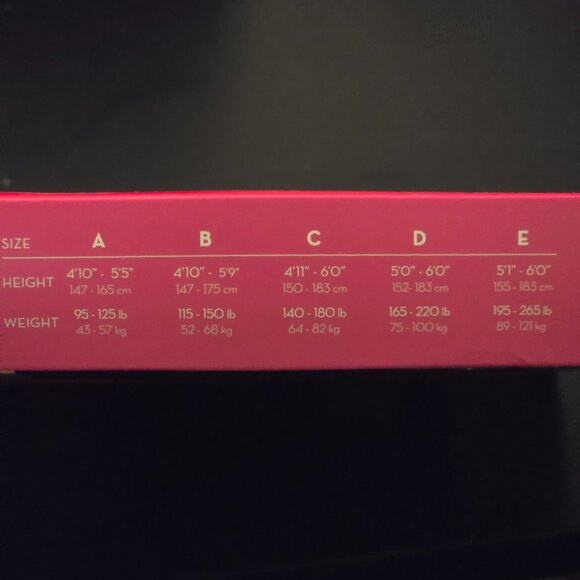 SIZE A B C D E
HEIGHT 4'10" - 5'5" 4'10" - 5'9" 4'11" - 6'0" 5'0" - 6'0" 5'1" - 6'0"
147 - 165 cm 147 - 175 cm 150 - 183 cm 152- 183 cm 155 - 183 cm
WEIGHT 95 - 125 lb 115 - 150 lb 140 - 180 lb 165 - 220 lb 195 - 265 lb
43 - 57 kg 52 - 68 kg 64 - 82 kg 75 - 100 kg 89 - 121 kg